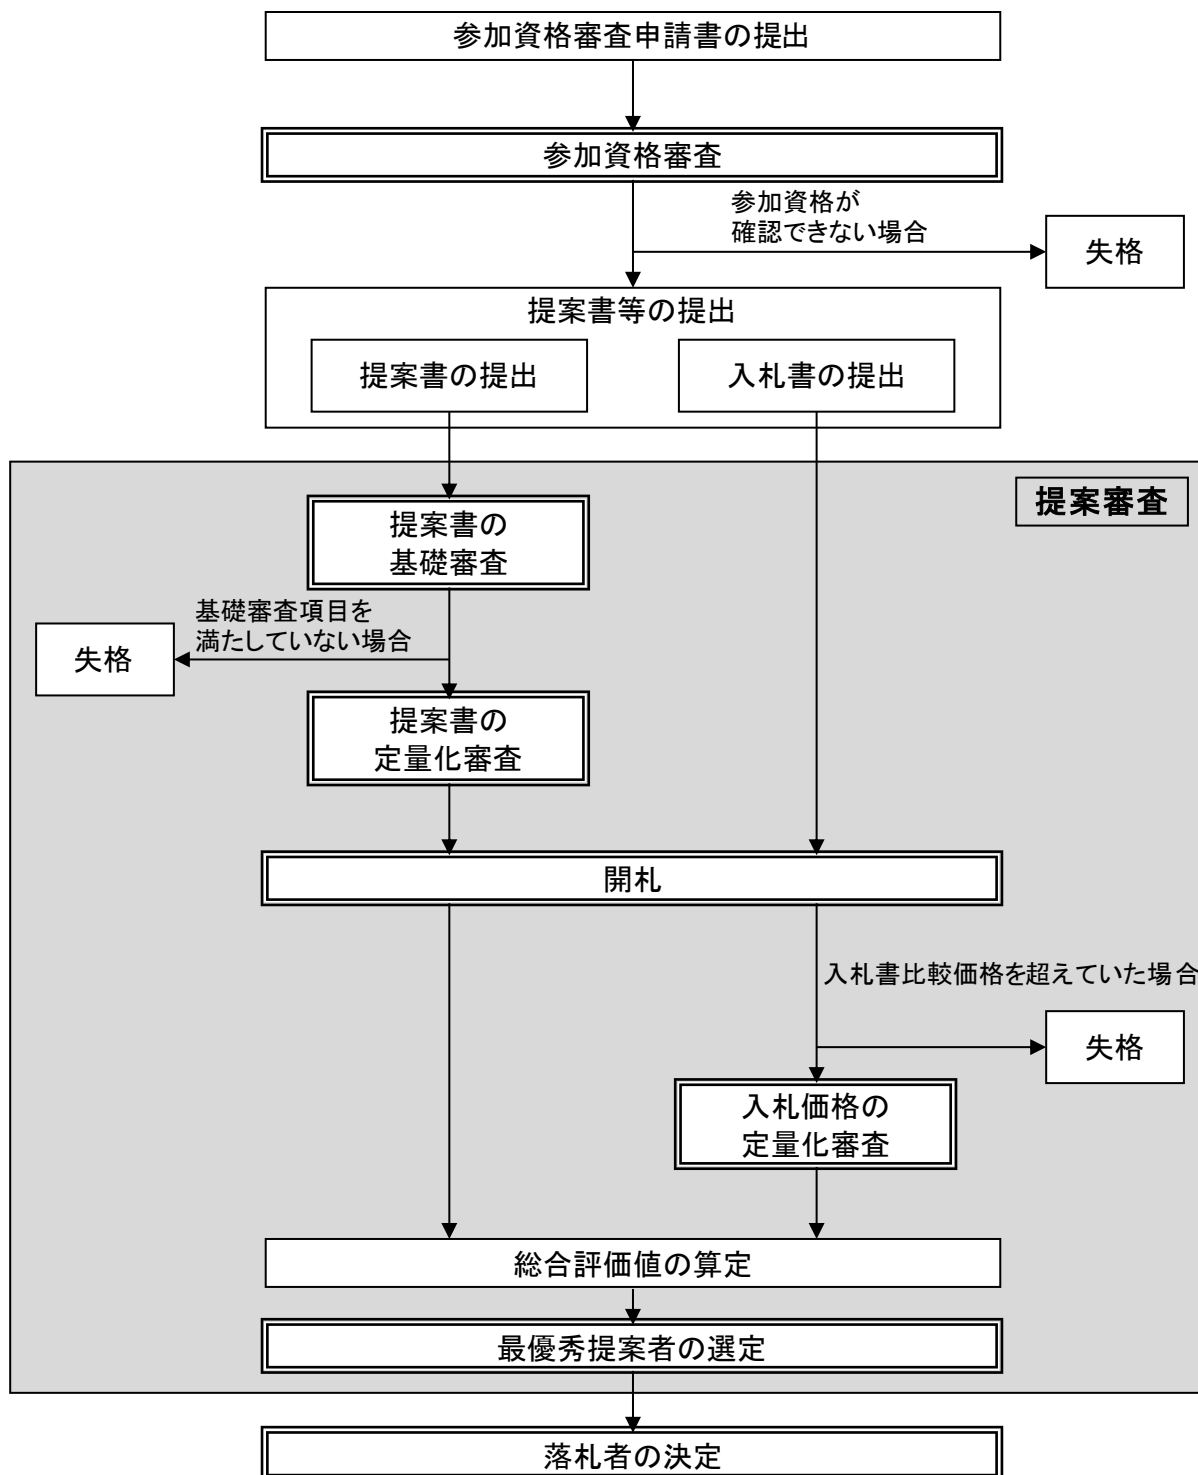 参加資格審査申請書の提出
参加資格審査
参加資格が
確認できない場合
失格
提案書等の提出
提案書の提出
入札書の提出
提案審査
提案書の
基礎審査
基礎審査項目を
満たしていない場合
失格
提案書の
定量化審査
開札
入札書比較価格を超えていた場合
失格
入札価格の
定量化審査
総合評価値の算定
最優秀提案者の選定
落札者の決定